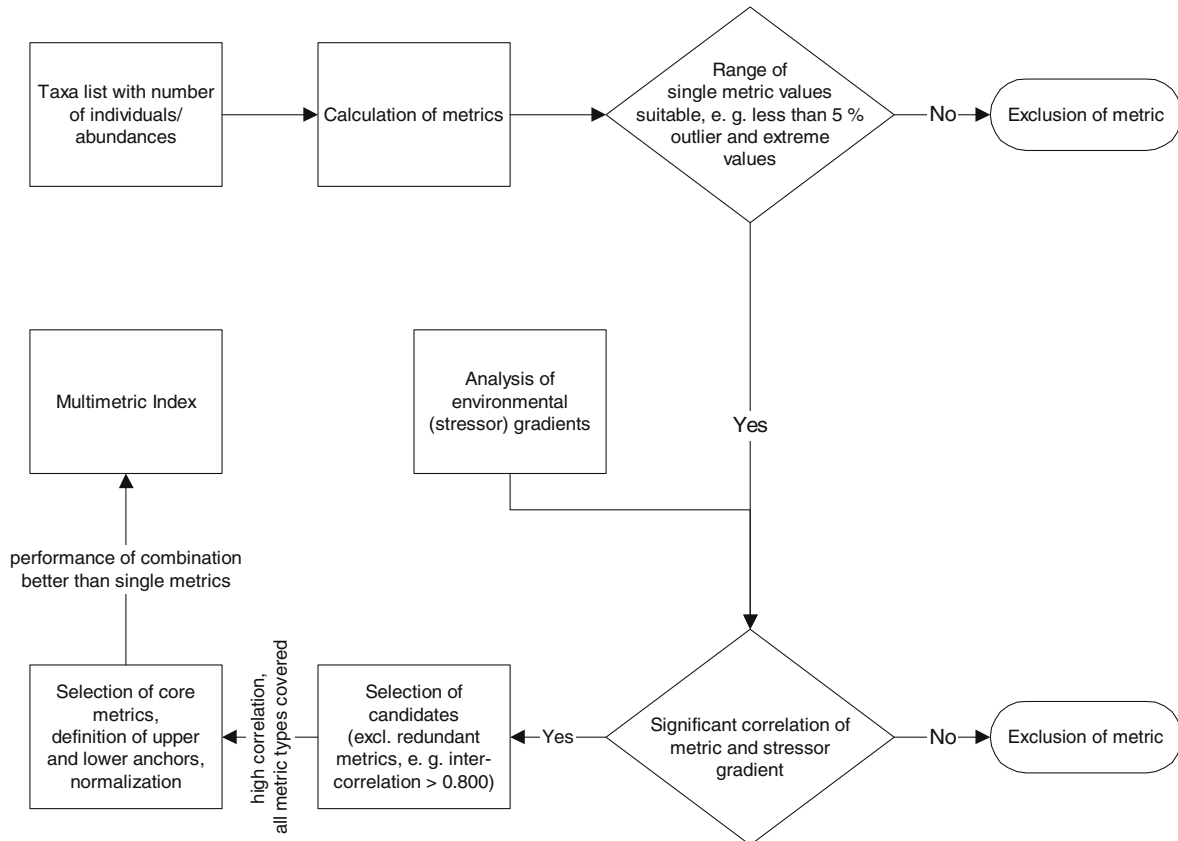 Taxa list with number
of individuals/
abundances
Calculation of metrics
Range of
single metric values
suitable, e. g. less than 5 %
outlier and extreme
values
No
Exclusion of metric
Yes
Multimetric Index
Analysis of
environmental
(stressor) gradients
performance of combination
better than single metrics
Selection of core
metrics,
definition of upper
and lower anchors,
normalization
high correlation,
all metric types covered
Selection of
candidates
(excl. redundant
metrics, e. g. inter-
correlation > 0.800)
Yes
Significant correlation of
metric and stressor
gradient
No
Exclusion of metric